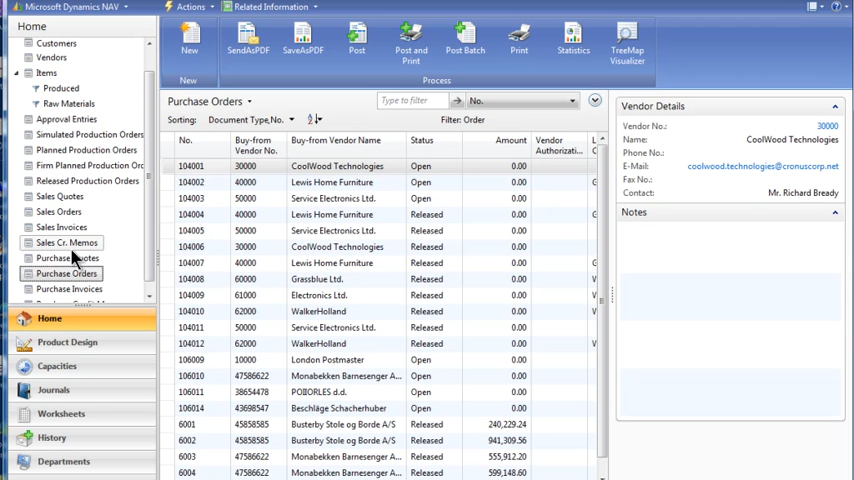 Microsoft Dynamics NAV
Actions
Related Information
Home
Customers
Vendors
Items
Produced
Raw Materials
Approval Entries
Simulated Production Orders
Planned Production Orders
Firm Planned Production Orc
Released Production Orders
Sales Quotes
Sales Orders
Sales Invoices
Sales Cr. Memos
Purchase
Purchase Orders
Purchase Invoices
Home
Product Design
Capacities
Journals
Worksheets
History
Departments
New
SendAsPDF
SaveAsPDF
Post
Post and Print
Post Batch
Print
Statistics
TreeMap Visualizer
New
Process
Purchase Orders
Type to filter
No.
Sorting: Document Type,No.
Filter: Order
No. Buy-from Vendor No. Buy-from Vendor Name Status Amount Vendor Authorizati... L C
104001 30000 CoolWood Technologies Open 0.00
104002 40000 Lewis Home Furniture Open 0.00 G
104003 50000 Service Electronics Ltd. Open 0.00
104004 40000 Lewis Home Furniture Released 0.00 G
104005 50000 Service Electronics Ltd. Released 0.00
104006 30000 CoolWood Technologies Open 0.00
104007 40000 Lewis Home Furniture Released 0.00 G
104008 60000 Grassblue Ltd. Released 0.00 W
104009 61000 Electronics Ltd. Released 0.00 W
104010 62000 WalkerHolland Released 0.00 W
104011 50000 Service Electronics Ltd. Released 0.00
104012 62000 WalkerHolland Released 0.00 W
106009 10000 London Postmaster Open 0.00
106010 47586622 Monabekken Barnesenger A... Open 0.00
106011 38654478 Open 0.00
106014 43698547 Beschläge Schacherhuber Open 0.00
6001 45858585 Busterby Stole og Borde A/S Released 240,229.24
6002 45858585 Busterby Stole og Borde A/S Released 941,309.56
6003 47586622 Monabekken Barnesenger A... Released 555,912.20
6004 47586622 Monabekken Barnesenger A... Released 599,148.60
Vendor Details
Vendor No.: 30000
Name: CoolWood Technologies
Phone No.:
E-Mail: coolwood.technologies@cronuscorp.net
Fax No.:
Contact: Mr. Richard Bready
Notes